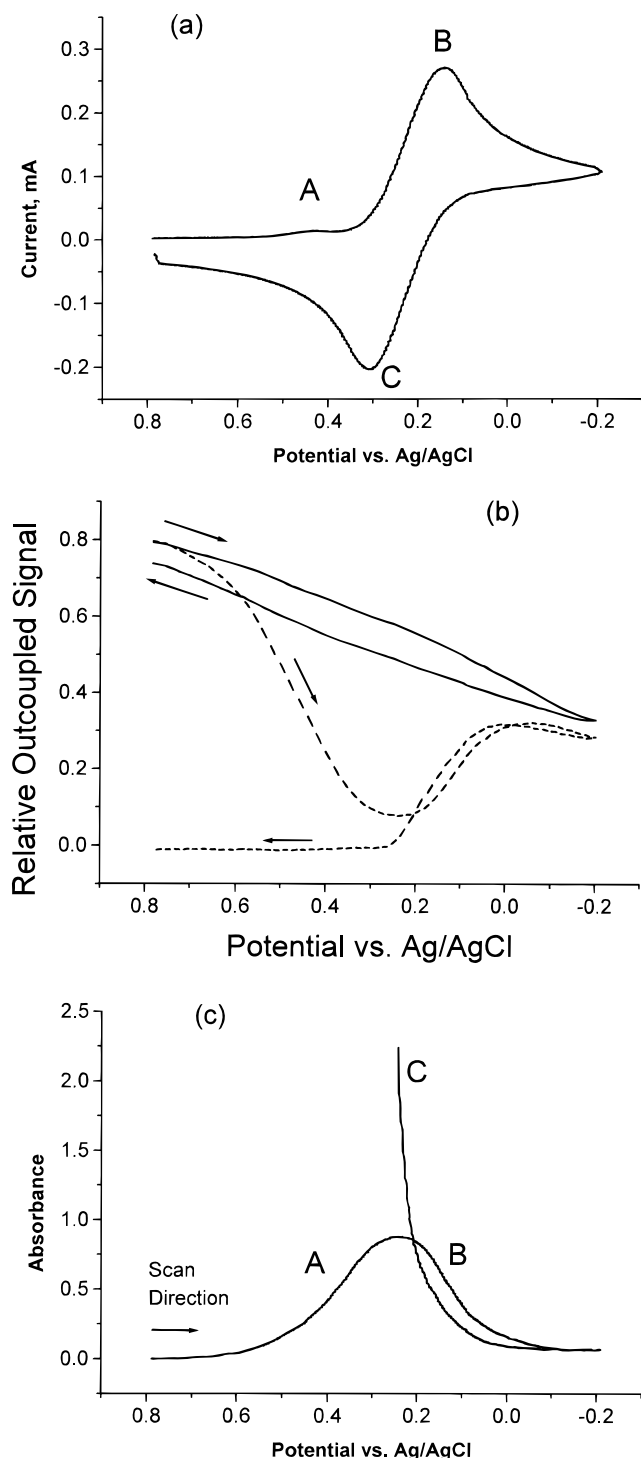 (a)
B
A
C
Current, mA
0.3
0.2
0.1
0.0
-0.1
-0.2
0.8 0.6 0.4 0.2 0.0 -0.2
Potential vs. Ag/AgCl
(b)
Relative Outcoupled Signal
0.8
0.6
0.4
0.2
0.0
0.8 0.6 0.4 0.2 0.0 -0.2
Potential vs. Ag/AgCl
(c)
C
A
B
Scan
Direction
Absorbance
2.5
2.0
1.5
1.0
0.5
0.0
0.8 0.6 0.4 0.2 0.0 -0.2
Potential vs. Ag/AgCl